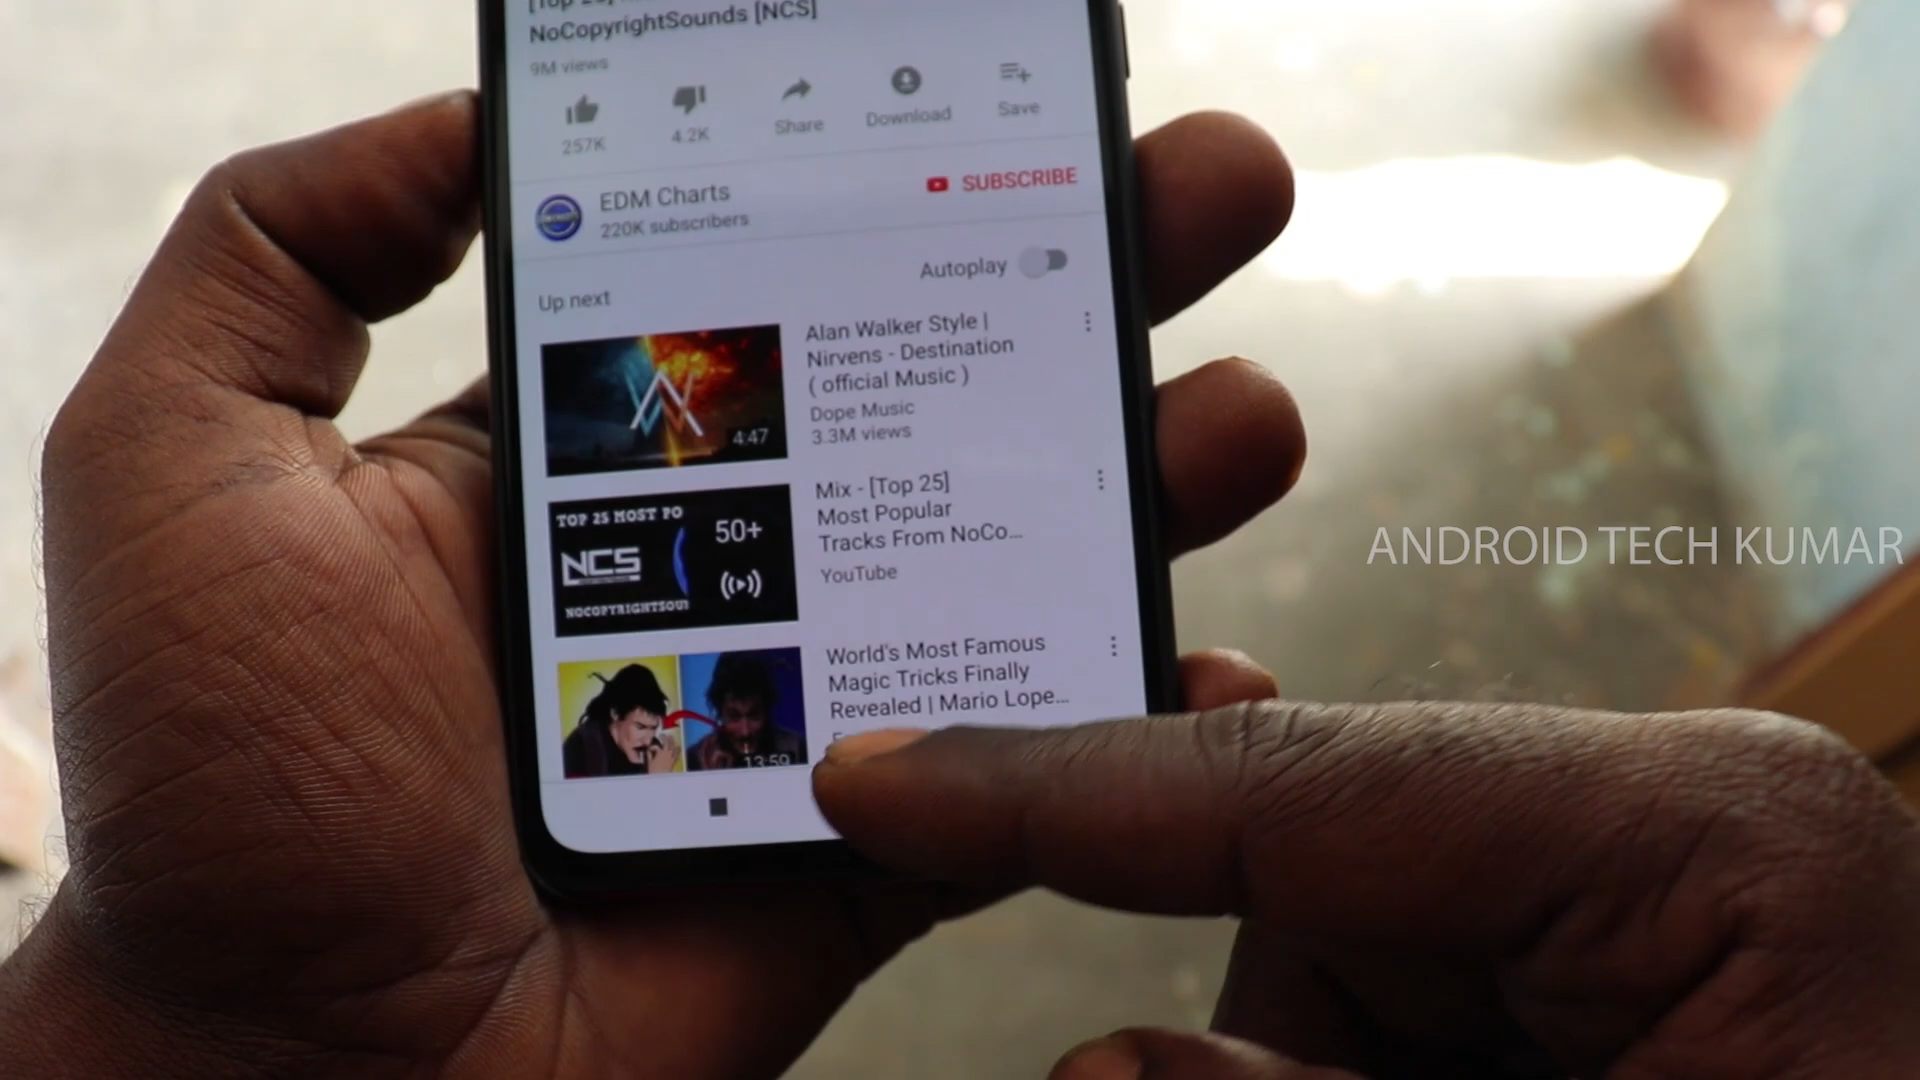 NoCopyrightSounds [NCS]
9M views
257K
4.2K
Share
Download
Save
EDM Charts
220K subscribers
SUBSCRIBE
Autoplay
Up next
Alan Walker Style |
Nirvens - Destination
( official Music )
Dope Music
3.3M views
4:47
TOP 25 MOST PO
NCS
50+
NOCOPYRIGHTSOU
Mix - [Top 25]
Most Popular
Tracks From NoCo...
YouTube
World's Most Famous
Magic Tricks Finally
Revealed | Mario Lope...
13:59
ANDROID TECH KUMAR